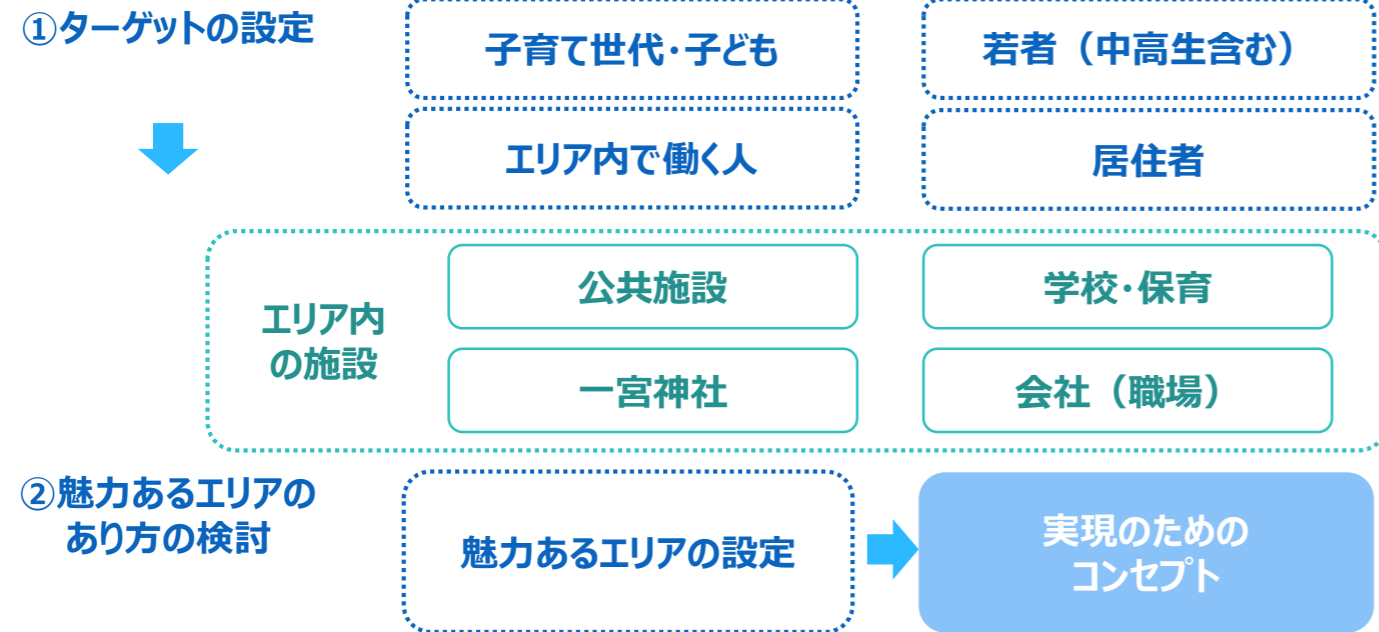 ①ターゲットの設定
子育て世代・子ども
若者（中高生含む）
エリア内で働く人
居住者
エリア内
の施設
公共施設
学校・保育
一宮神社
会社（職場）
②魅力あるエリアの
あり方の検討
魅力あるエリアの設定
実現のための
コンセプト